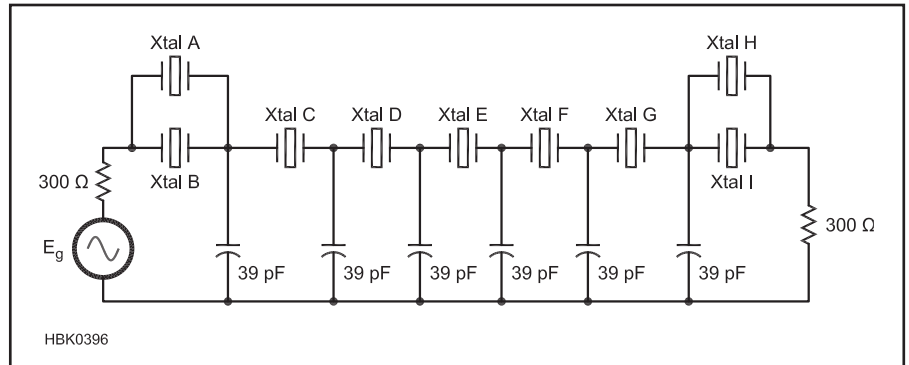 Xtal A
Xtal H
Xtal C
Xtal D
Xtal E
Xtal F
Xtal G
Xtal B
Xtal I
300 Ω
300 Ω
Eg
39 pF
39 pF
39 pF
39 pF
39 pF
39 pF
HBK0396